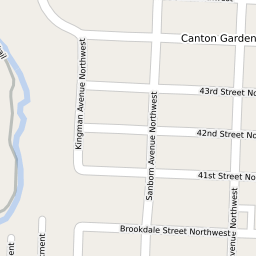 Canton Garden
43rd Street No
Kingman Avenue Northwest
Sanborn Avenue Northwest
42nd Street No
41st Street No
Avenue Northwest
Brookdale Street Northwest